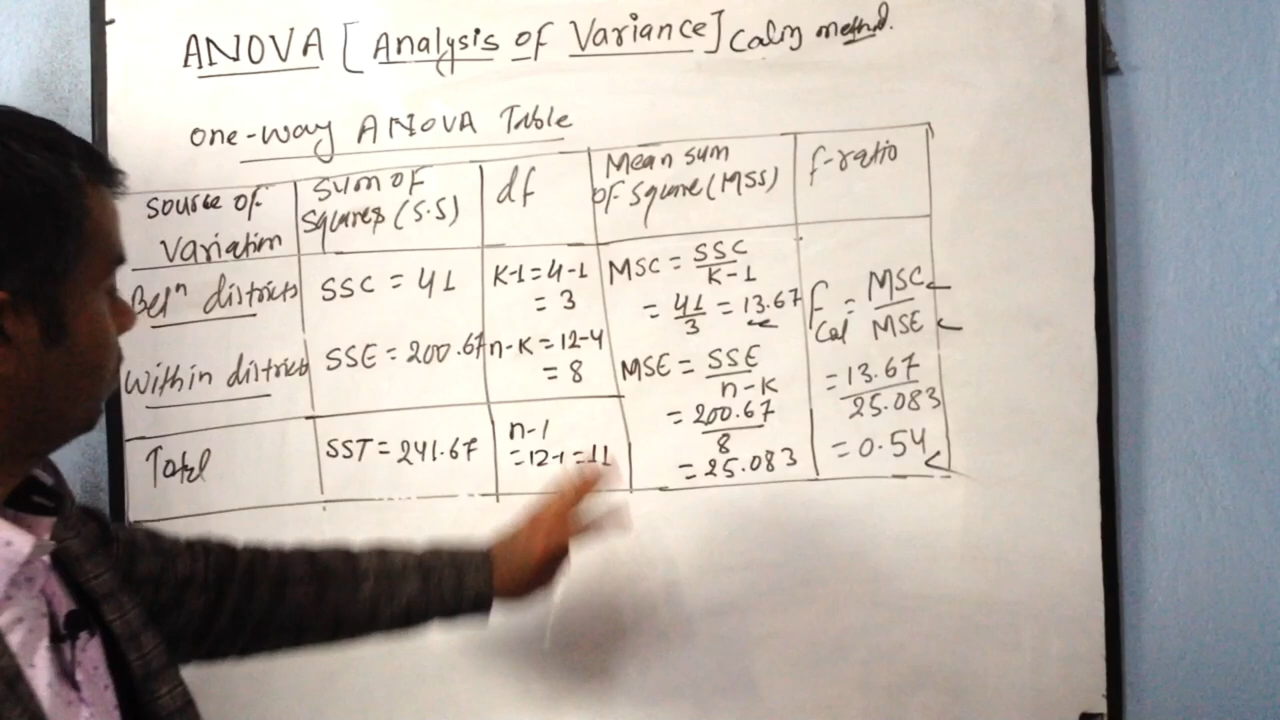 ANOVA [Analysis of Variance] Calⁿg method.
one-way ANOVA Table
Source of Variation
Sum of Squares (S.S)
df
Mean sum of square (MSS)
f-ratio
Betⁿ districts
SSC = 41
K-1 = 4-1
= 3
MSC = SSC/K-1
= 41/3 = 13.67
F Cal = MSC/MSE
= 13.67/25.083
= 0.54
Within district
SSE = 200.67
n-K = 12-4
= 8
MSE = SSE/n-K
= 200.67/8
= 25.083
Total
SST = 241.67
n-1
= 12-1 = 11